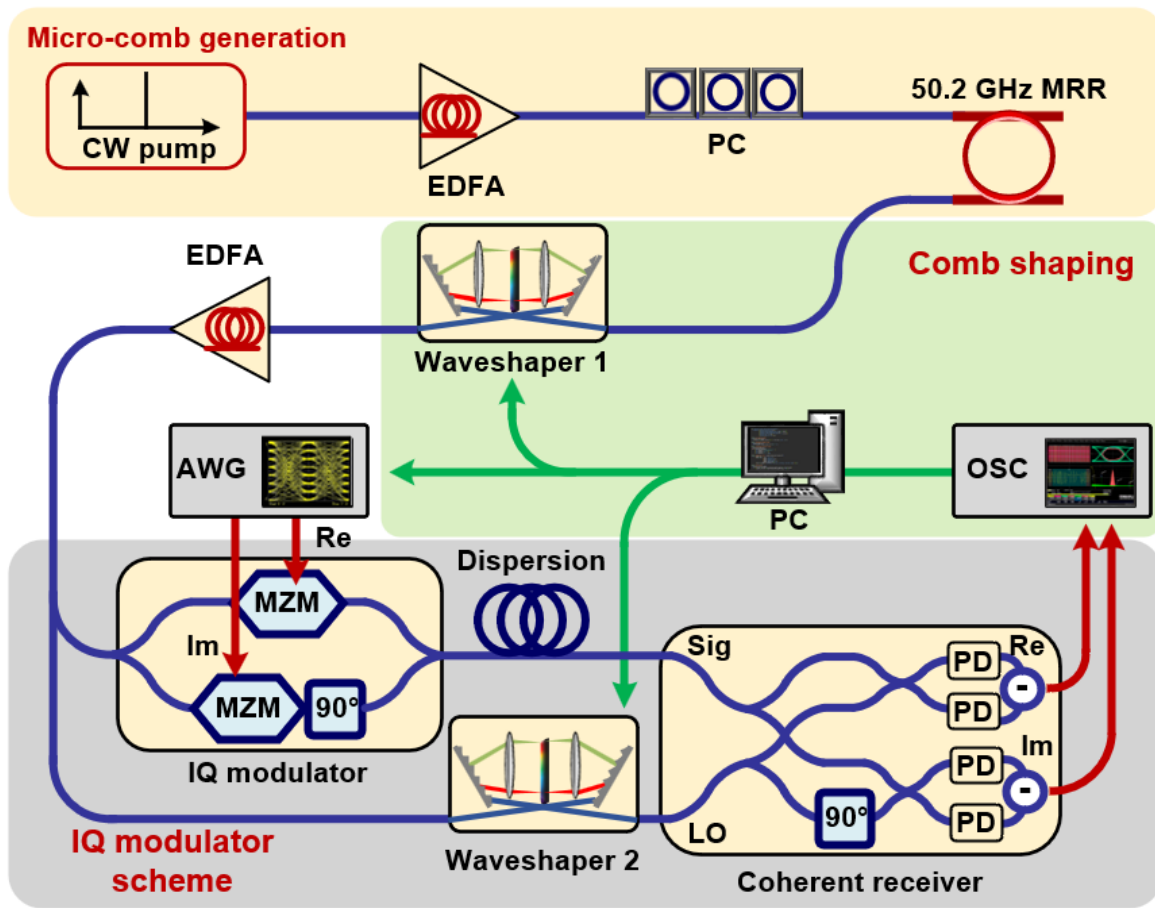 Micro-comb generation
CW pump
EDFA
PC
50.2 GHz MRR
EDFA
Waveshaper 1
Comb shaping
AWG
Re
PC
OSC
Dispersion
MZM
Im
MZM
90°
IQ modulator
Sig
PD
Re
-
PD
Im
PD
-
90°
PD
LO
Waveshaper 2
Coherent receiver
IQ modulator
scheme